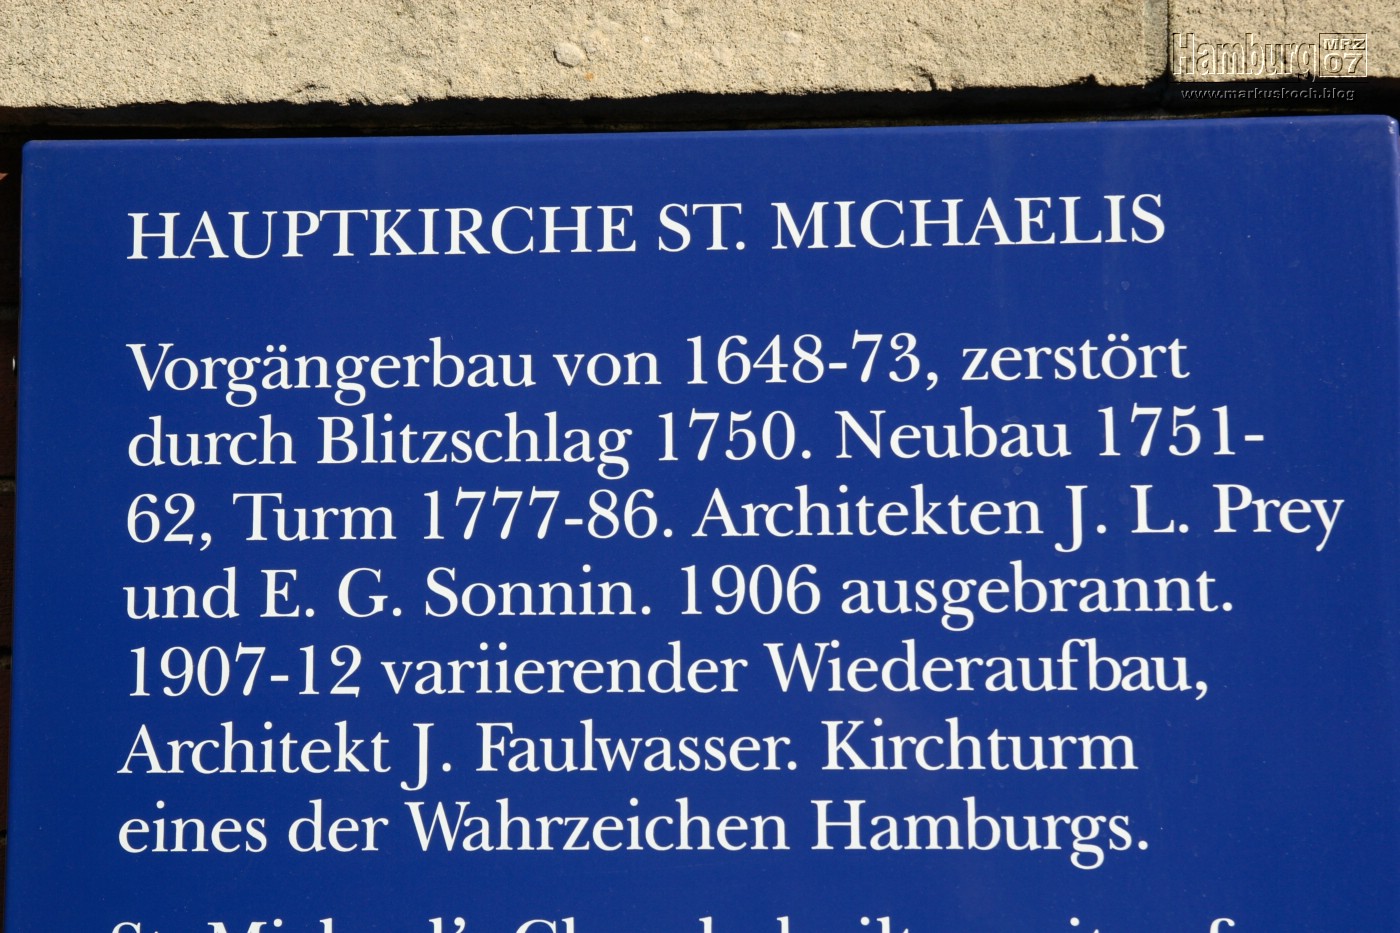 Hamburg MRZ 07
www.markuskoch.blog
HAUPTKIRCHE ST. MICHAELIS
Vorgängerbau von 1648-73, zerstört
durch Blitzschlag 1750. Neubau 1751-
62, Turm 1777-86. Architekten J. L. Prey
und E. G. Sonnin. 1906 ausgebrannt.
1907-12 variierender Wiederaufbau,
Architekt J. Faulwasser. Kirchturm
eines der Wahrzeichen Hamburgs.